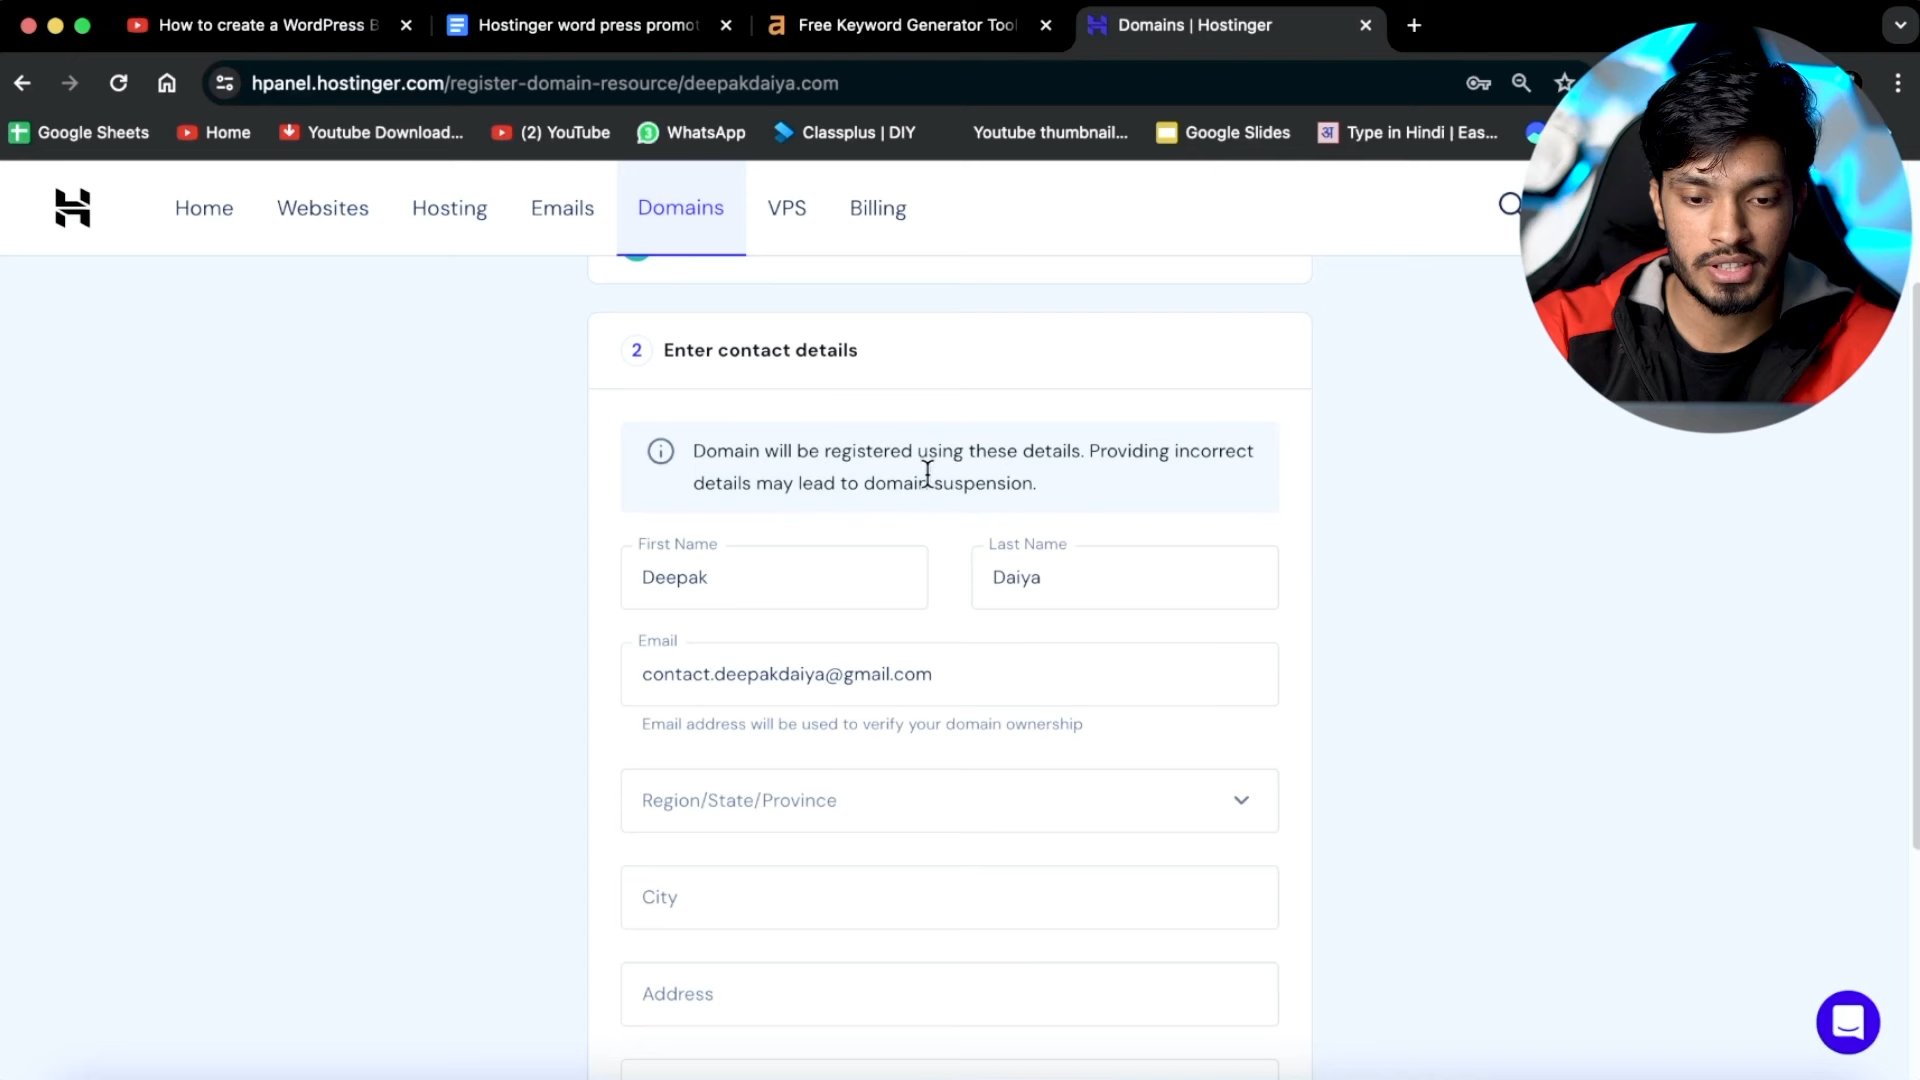 How to create a WordPress B
Hostinger word press promot
Free Keyword Generator Tool
Domains | Hostinger
hpanel.hostinger.com/register-domain-resource/deepakdaiya.com
Google Sheets
Home
Youtube Download...
(2) YouTube
WhatsApp
Classplus | DIY
Youtube thumbnail...
Google Slides
अ Type in Hindi | Eas...
Home
Websites
Hosting
Emails
Domains
VPS
Billing
2 Enter contact details
Domain will be registered using these details. Providing incorrect
details may lead to domain suspension.
First Name
Last Name
Deepak
Daiya
Email
contact.deepakdaiya@gmail.com
Email address will be used to verify your domain ownership
Region/State/Province
City
Address